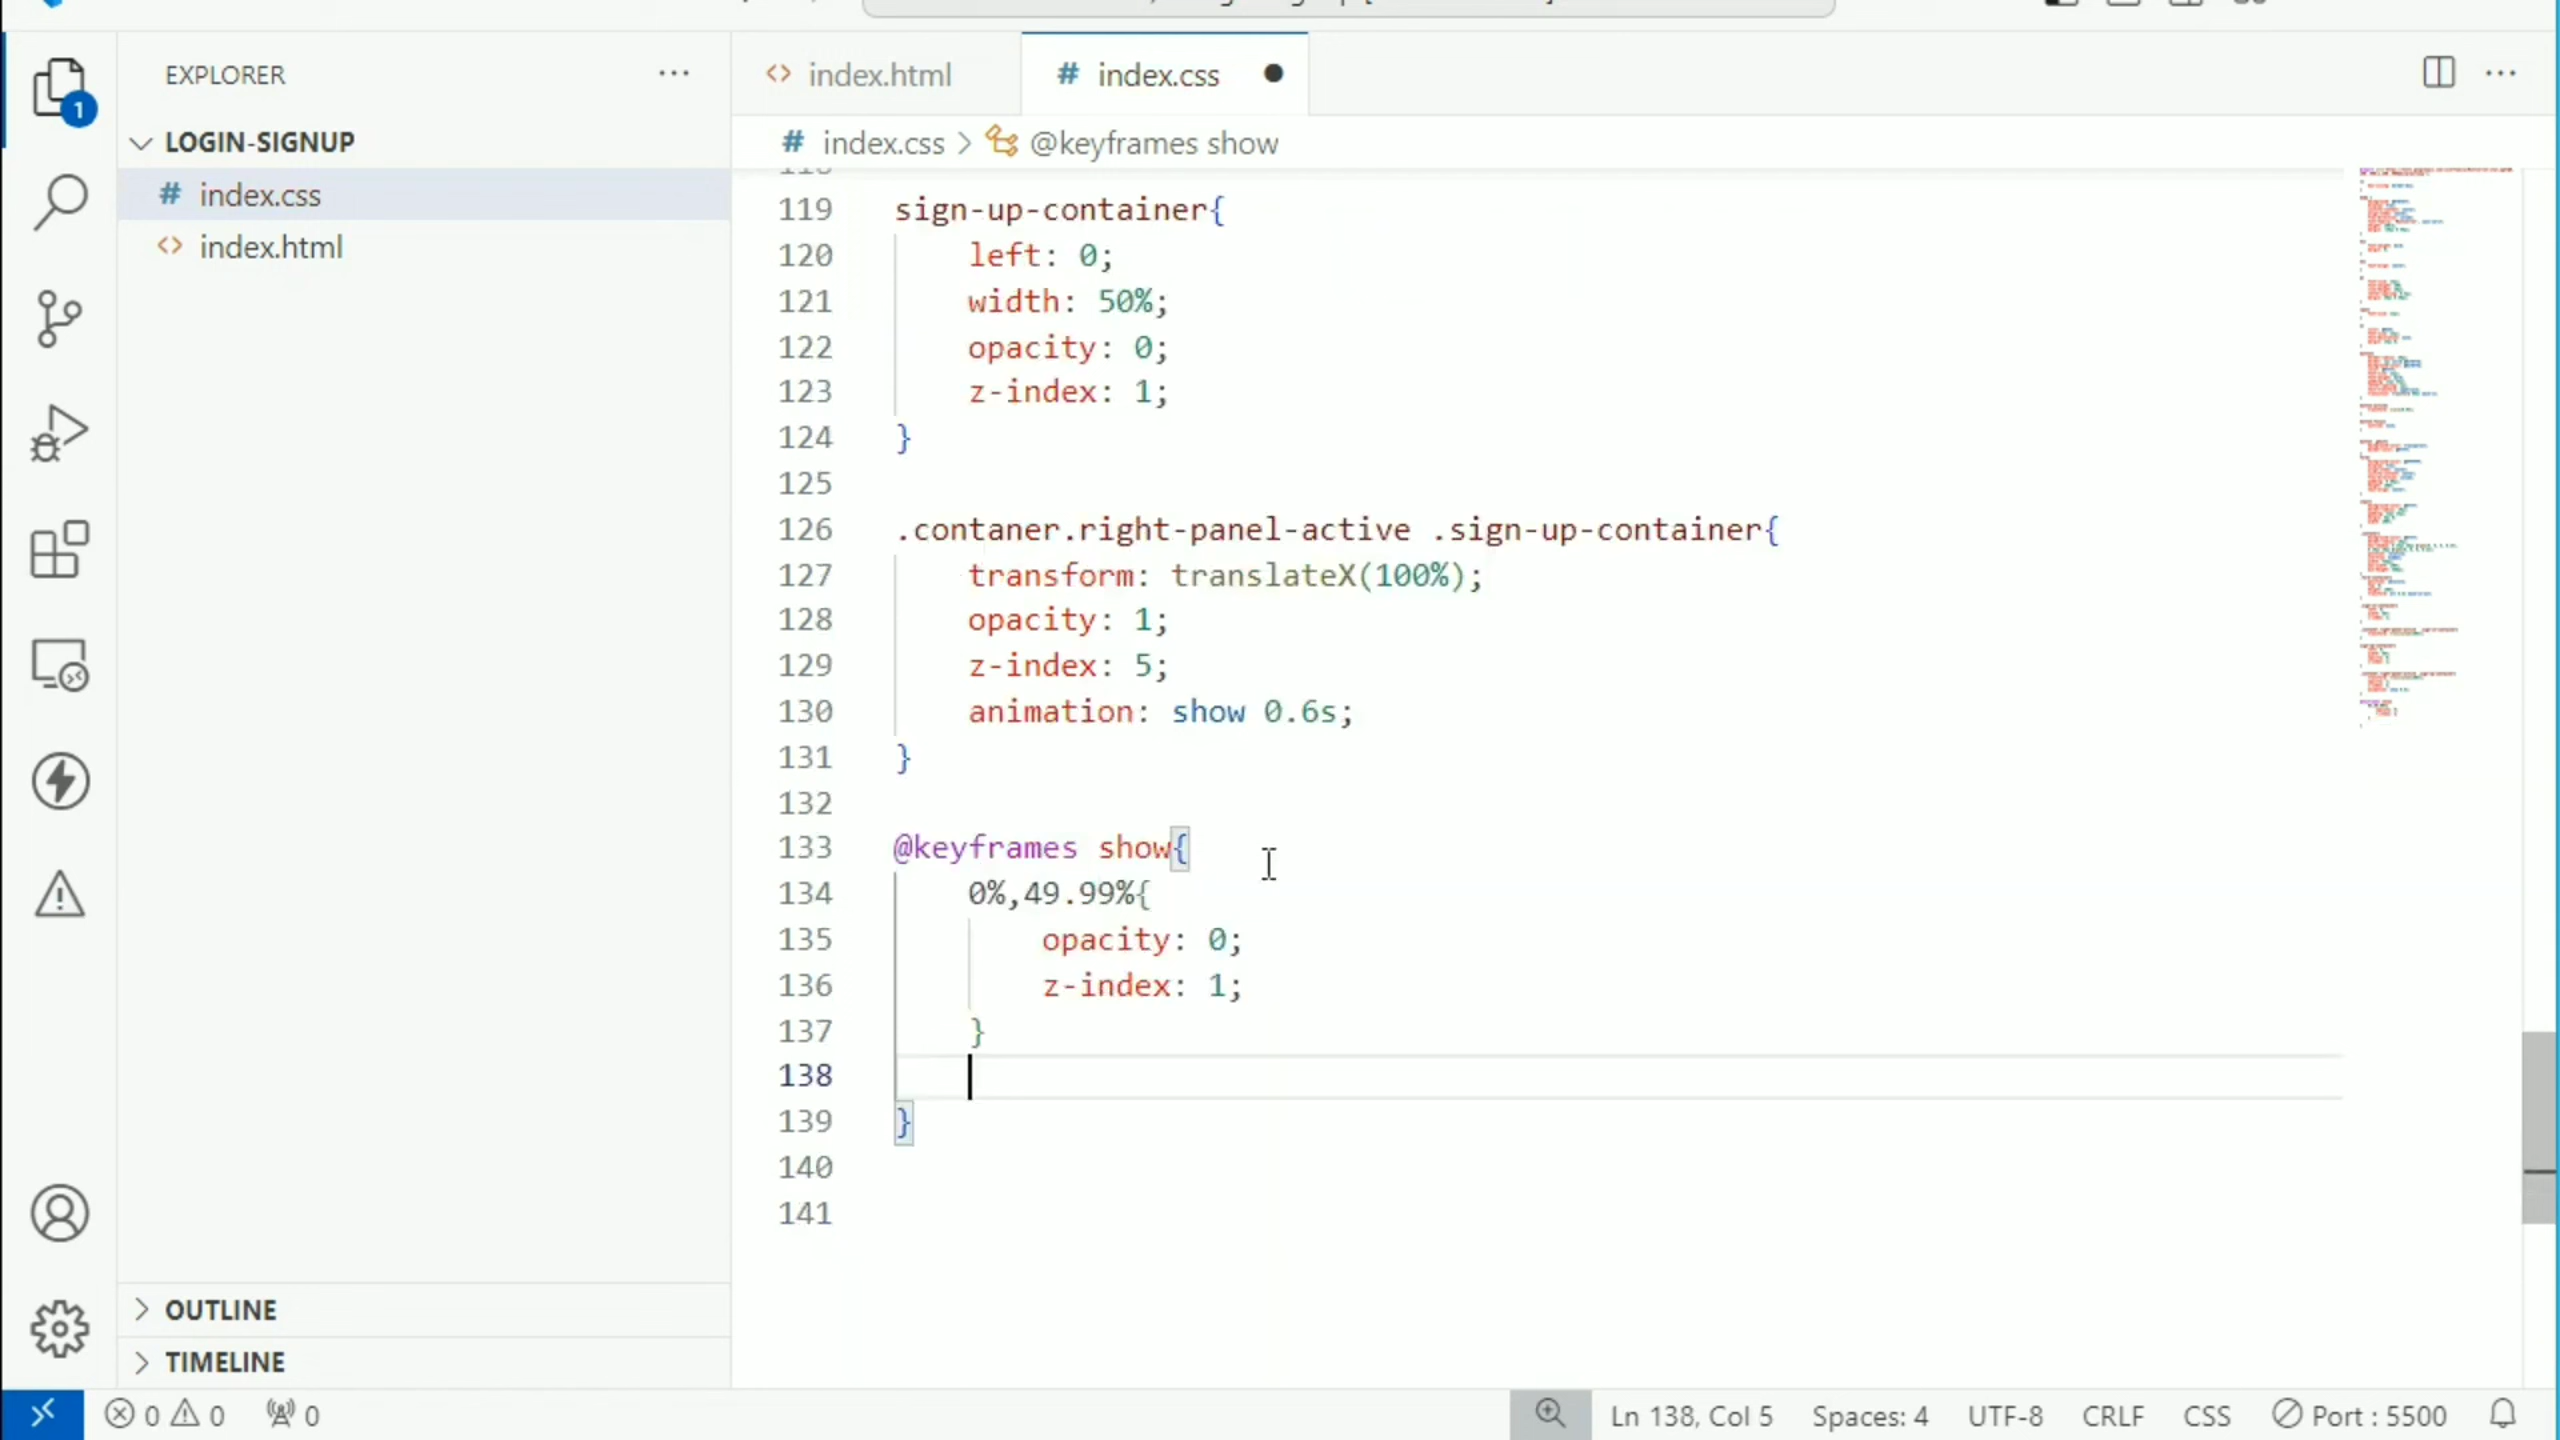 EXPLORER
LOGIN-SIGNUP
index.css
index.html
1
index.html
index.css
index.css > @keyframes show
119 sign-up-container{
120 left: 0;
121 width: 50%;
122 opacity: 0;
123 z-index: 1;
124 }
125
126 .contaner.right-panel-active .sign-up-container{
127 transform: translateX(100%);
128 opacity: 1;
129 z-index: 5;
130 animation: show 0.6s;
131 }
132
133 @keyframes show{
134 0%,49.99%{
135 opacity: 0;
136 z-index: 1;
137 }
138
139 }
140
141
OUTLINE
TIMELINE
0 0 0
Ln 138, Col 5 Spaces: 4 UTF-8 CRLF CSS Port : 5500